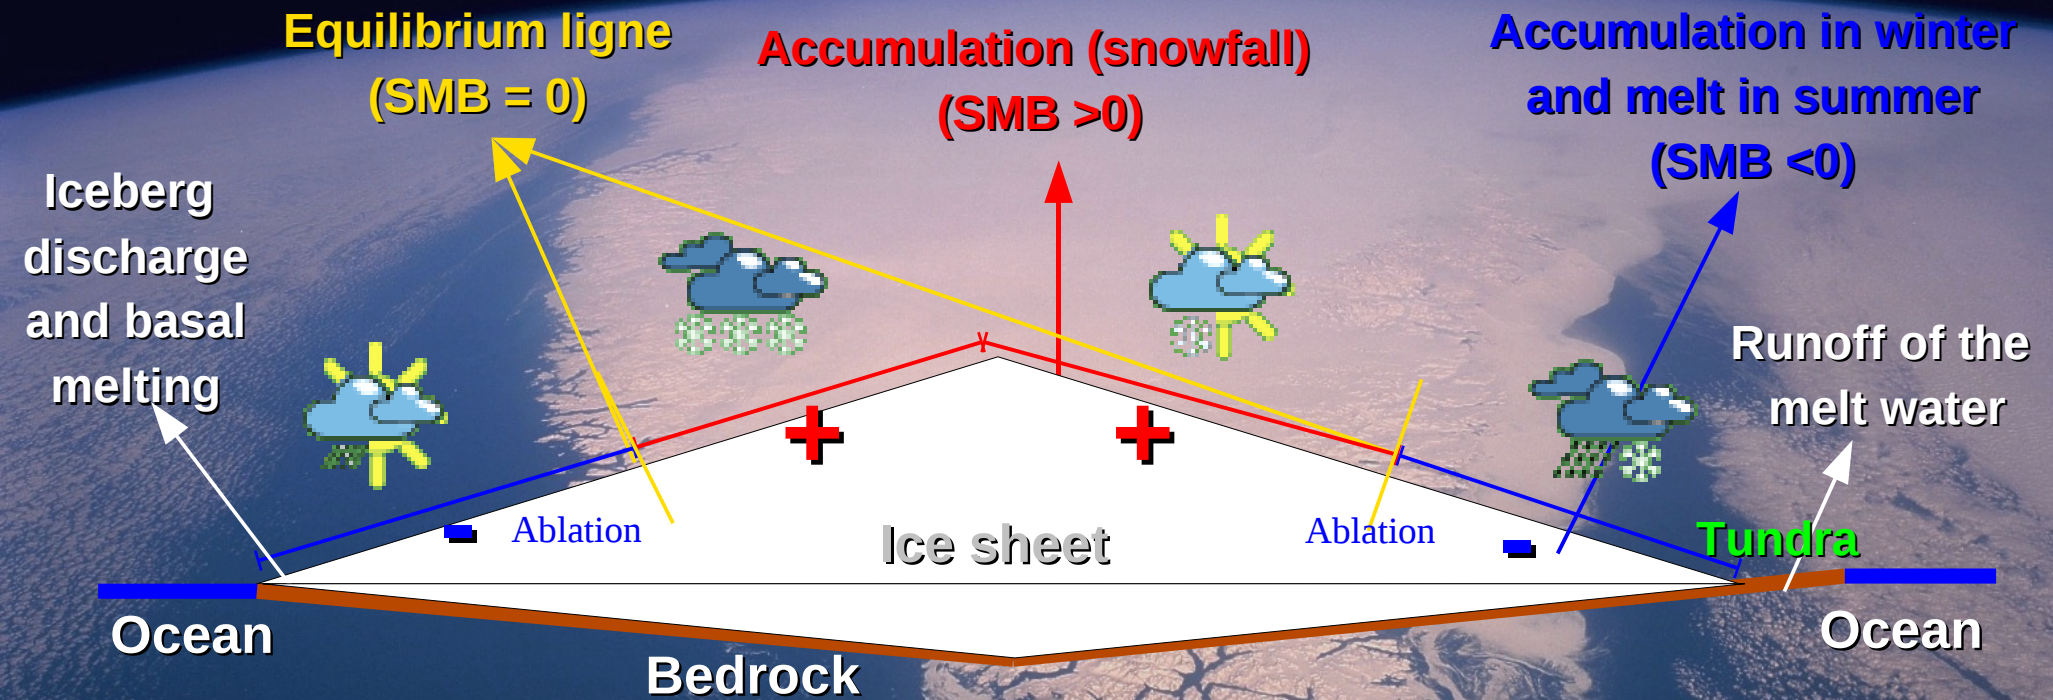 Equilibrium ligne
(SMB = 0)
Accumulation (snowfall)
(SMB >0)
Accumulation in winter
and melt in summer
(SMB <0)
Iceberg
discharge
and basal
melting
Runoff of the
melt water
+
+
-
Ablation
Ice sheet
Ablation
-
Tundra
Ocean
Bedrock
Ocean